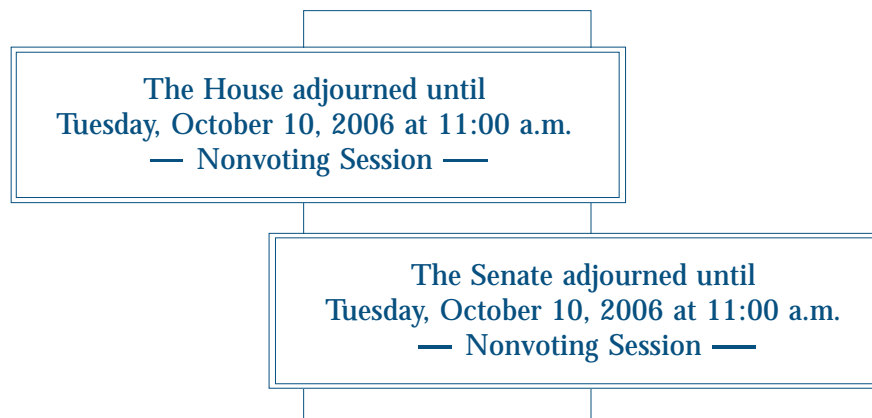 The House adjourned until
Tuesday, October 10, 2006 at 11:00 a.m.
— Nonvoting Session —
The Senate adjourned until
Tuesday, October 10, 2006 at 11:00 a.m.
— Nonvoting Session —